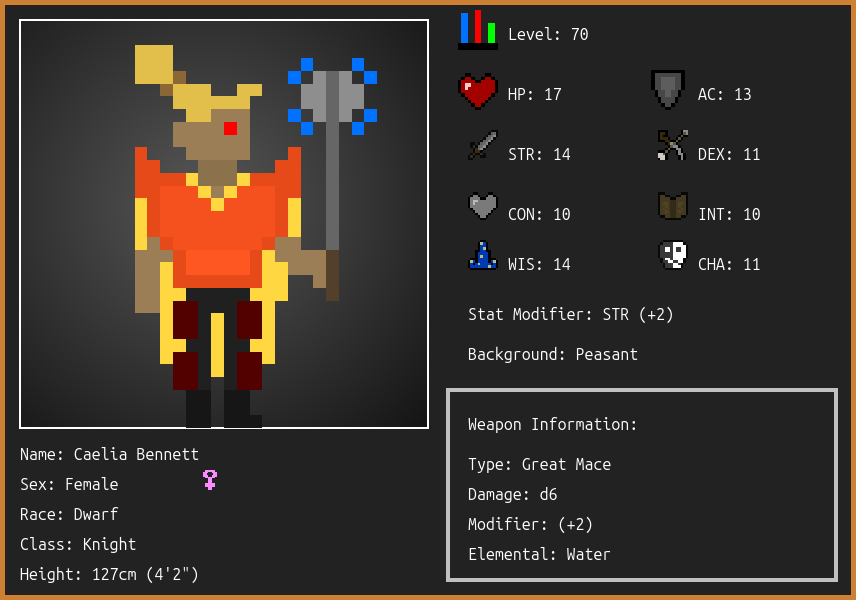 Level: 70
HP: 17
AC: 13
STR: 14
DEX: 11
CON: 10
INT: 10
WIS: 14
CHA: 11
Stat Modifier: STR (+2)
Background: Peasant
Weapon Information:
Type: Great Mace
Damage: d6
Modifier: (+2)
Elemental: Water
Name: Caelia Bennett
Sex: Female
Race: Dwarf
Class: Knight
Height: 127cm (4'2")